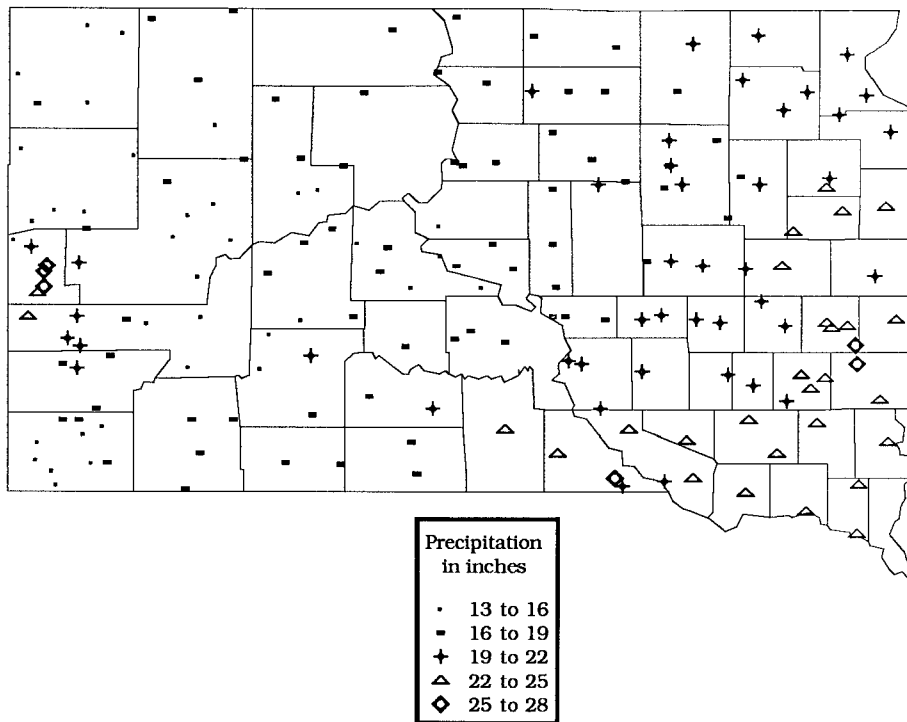 Precipitation
in inches
13 to 16
16 to 19
19 to 22
22 to 25
25 to 28